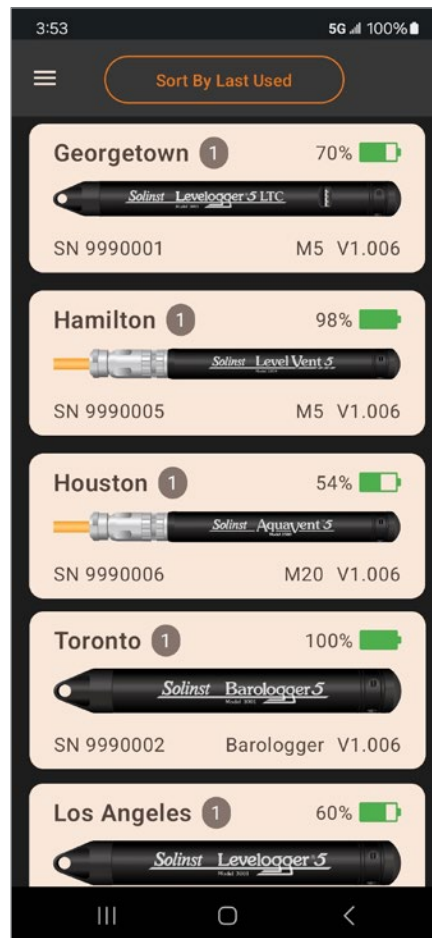 3:53 5G 100%
Sort By Last Used
Georgetown 1 70%
Solinst Levelogger 5 LTC
SN 9990001 M5 V1.006
Hamilton 1 98%
Solinst LevelVent 5
SN 9990005 M5 V1.006
Houston 1 54%
Solinst Aquavent 5
SN 9990006 M20 V1.006
Toronto 1 100%
Solinst Barologger 5
SN 9990002 Barologger V1.006
Los Angeles 1 60%
Solinst Levelogger 5